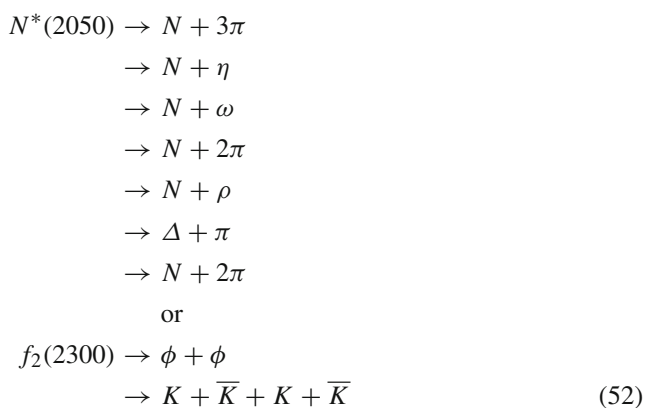 N*(2050) → N + 3π
→ N + η
→ N + ω
→ N + 2π
→ N + ρ
→ Δ + π
→ N + 2π
or
f₂(2300) → ϕ + ϕ
→ K + K̅ + K + K̅ (52)